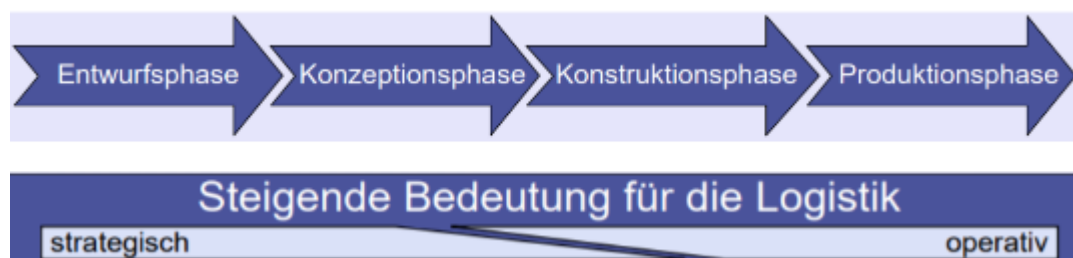 Entwurfsphase Konzeptionsphase Konstruktionsphase Produktionsphase
Steigende Bedeutung für die Logistik
strategisch operativ